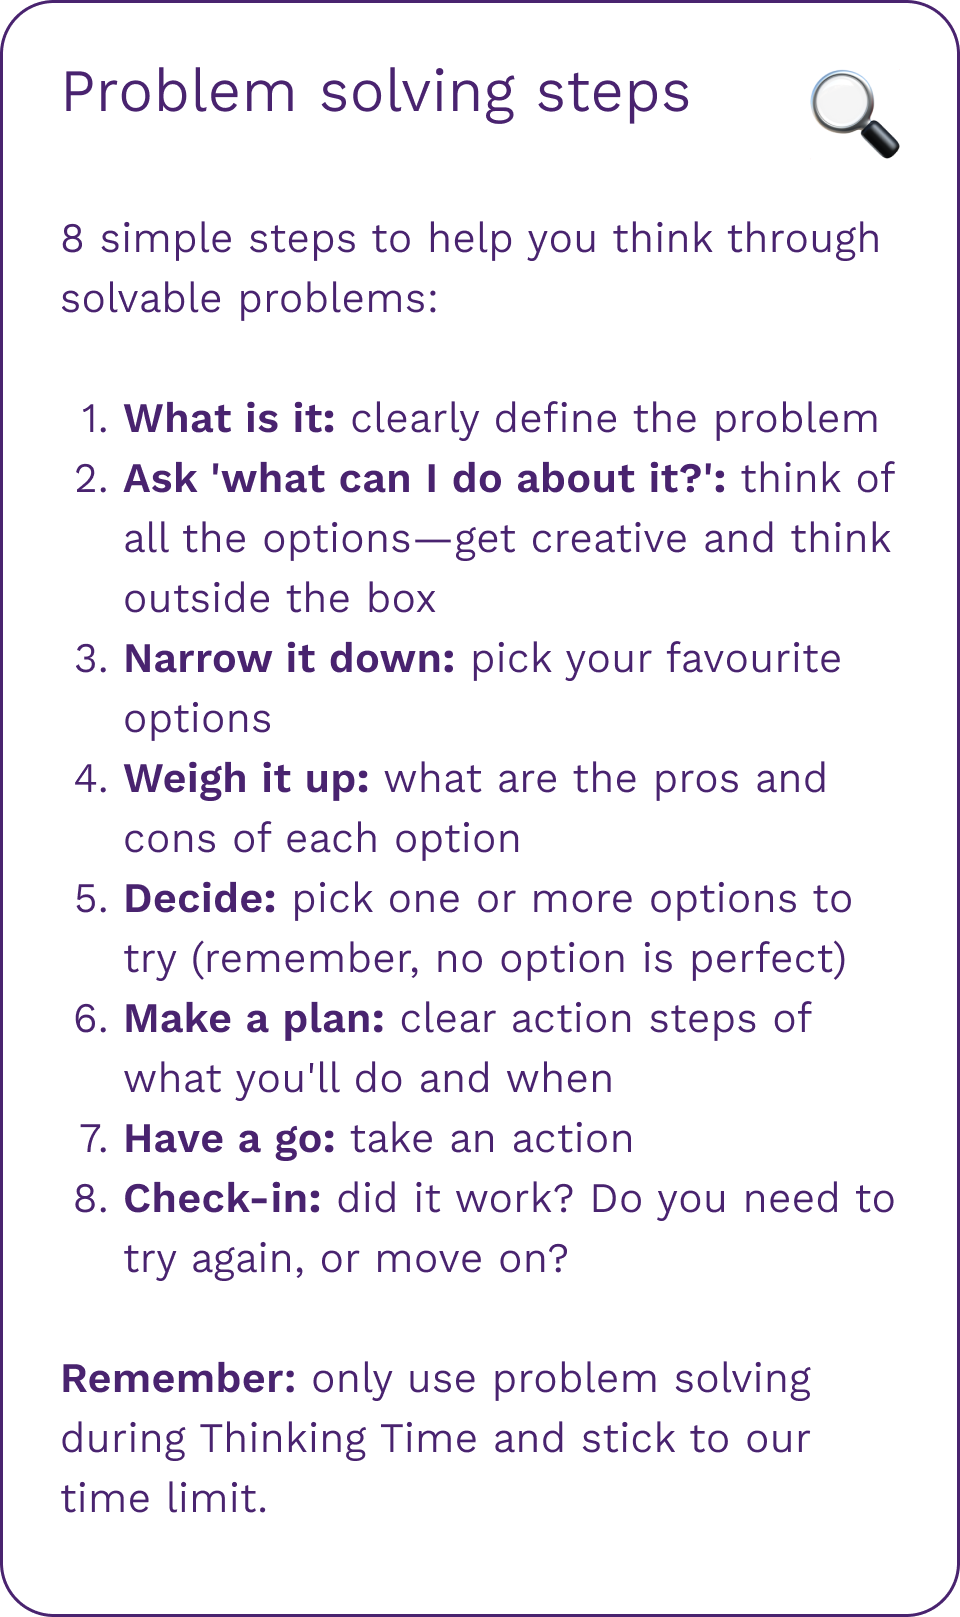 Problem solving steps
8 simple steps to help you think through
solvable problems:
1. What is it: clearly define the problem
2. Ask 'what can I do about it?': think of
all the options—get creative and think
outside the box
3. Narrow it down: pick your favourite
options
4. Weigh it up: what are the pros and
cons of each option
5. Decide: pick one or more options to
try (remember, no option is perfect)
6. Make a plan: clear action steps of
what you'll do and when
7. Have a go: take an action
8. Check-in: did it work? Do you need to
try again, or move on?
Remember: only use problem solving
during Thinking Time and stick to our
time limit.